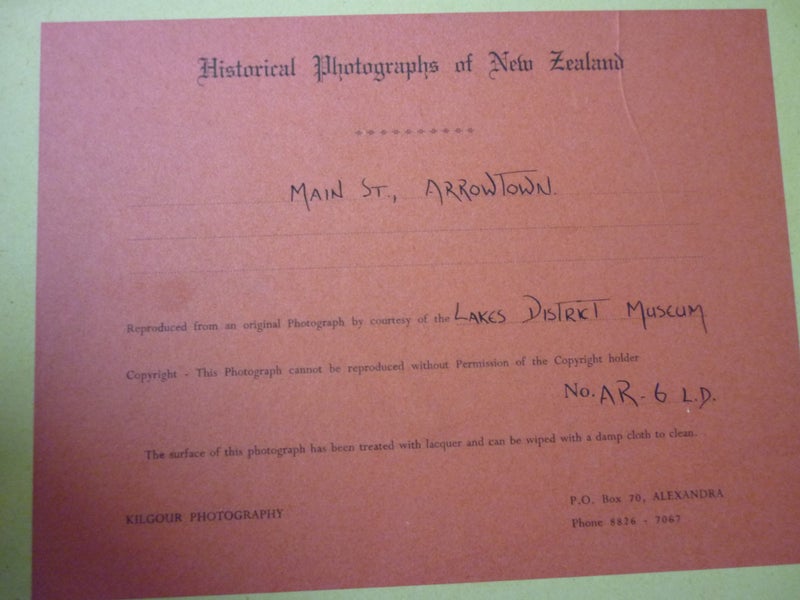 Historical Photographs of New Zealand
MAIN ST., ARROWTOWN.
Reproduced from an original Photograph by courtesy of the LAKES DISTRICT MUSEUM
Copyright - This Photograph cannot be reproduced without Permission of the Copyright holder
No. AR-6 L.D.
The surface of this photograph has been treated with lacquer and can be wiped with a damp cloth to clean.
KILGOUR PHOTOGRAPHY
P.O. Box 70, ALEXANDRA
Phone 8826 - 7067